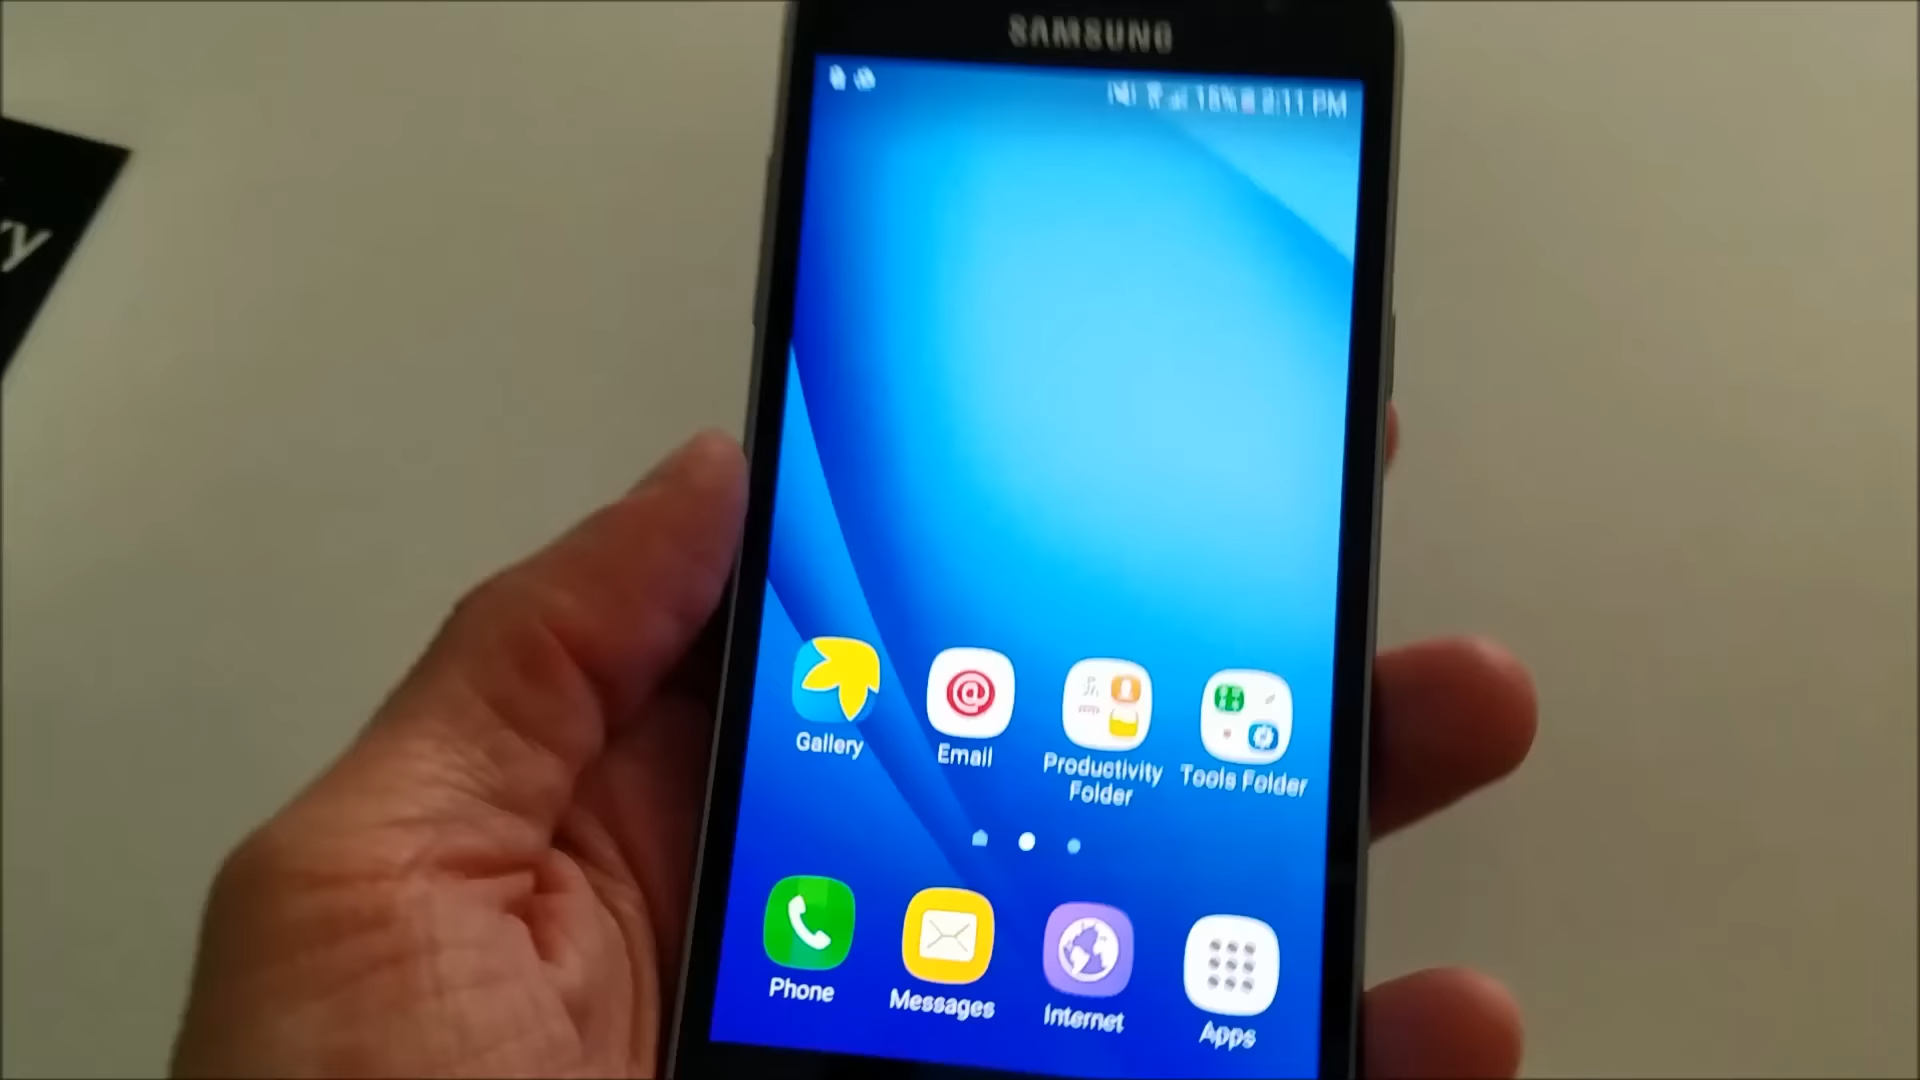 SAMSUNG
y
Gallery
Email
Productivity
Folder
Tools Folder
Phone
Messages
Internet
Apps